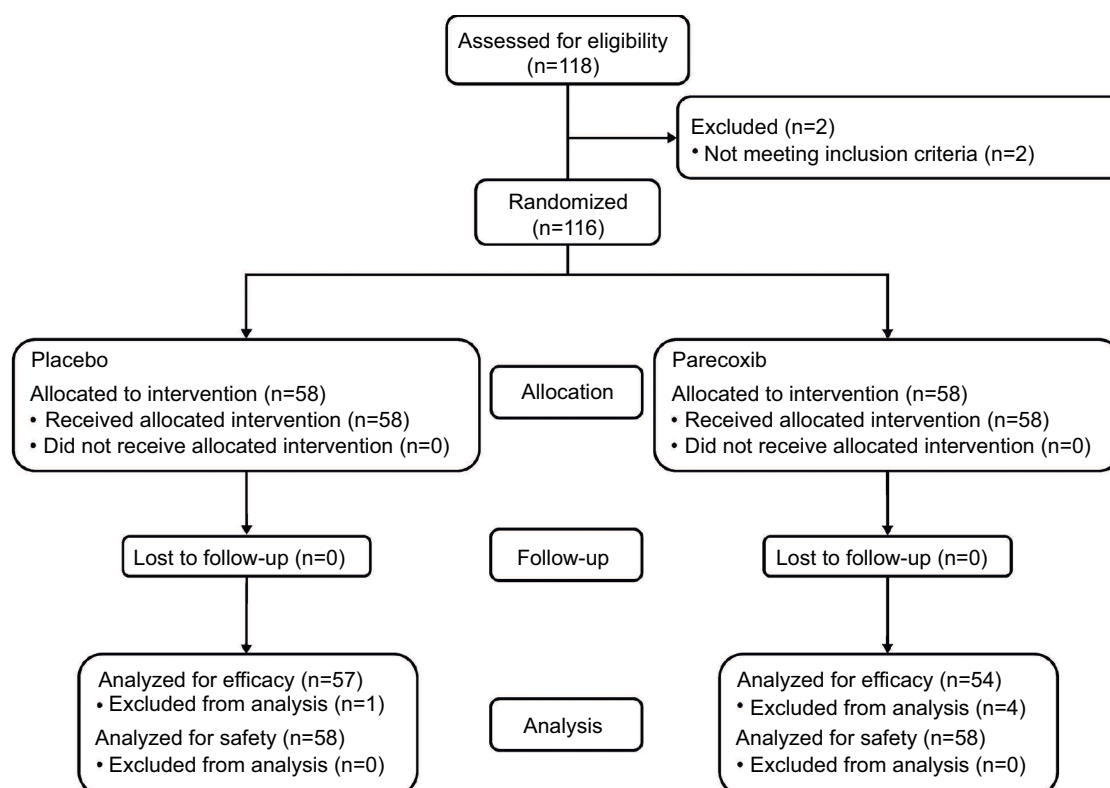 Assessed for eligibility
(n=118)
Excluded (n=2)
• Not meeting inclusion criteria (n=2)
Randomized
(n=116)
Placebo
Allocated to intervention (n=58)
• Received allocated intervention (n=58)
• Did not receive allocated intervention (n=0)
Allocation
Parecoxib
Allocated to intervention (n=58)
• Received allocated intervention (n=58)
• Did not receive allocated intervention (n=0)
Lost to follow-up (n=0)
Follow-up
Lost to follow-up (n=0)
Analyzed for efficacy (n=57)
• Excluded from analysis (n=1)
Analyzed for safety (n=58)
• Excluded from analysis (n=0)
Analysis
Analyzed for efficacy (n=54)
• Excluded from analysis (n=4)
Analyzed for safety (n=58)
• Excluded from analysis (n=0)